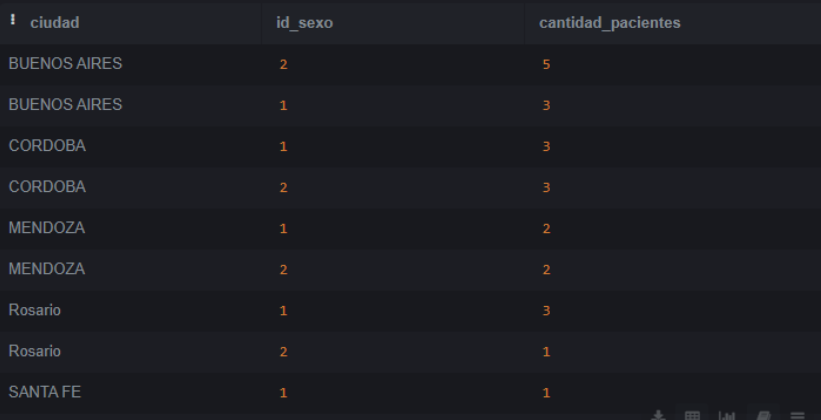 ciudad id_sexo cantidad_pacientes
BUENOS AIRES 2 5
BUENOS AIRES 1 3
CORDOBA 1 3
CORDOBA 2 3
MENDOZA 1 2
MENDOZA 2 2
Rosario 1 3
Rosario 2 1
SANTA FE 1 1